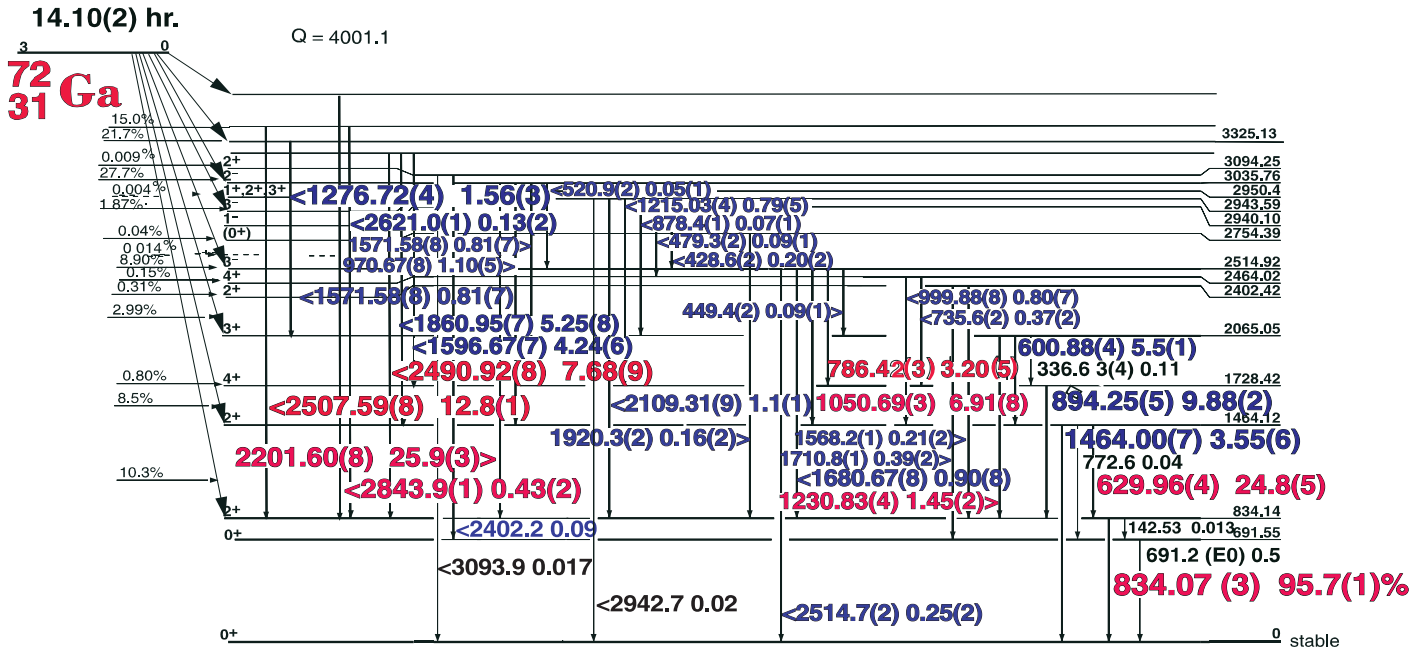 14.10(2) hr.
Q = 4001.1
3 0
72
31 Ga
15.0%
21.7% 3325.13
0.009% 2+ 3094.25
27.7% 2- 3035.76
0.004% 1+,2+,3+ <1276.72(4) 1.56(3) <520.9(2) 0.05(1) 2950.4
1.87% 3- <1215.03(4) 0.79(5) 2943.59
1- <2621.0(1) 0.13(2) <878.4(1) 0.07(1) 2940.10
0.04% (0+) 1571.58(8) 0.81(7)> <479.3(2) 0.09(1) 2754.39
0 014%
8.90% 3- 970.67(8) 1.10(5)> <428.6(2) 0.20(2) 2514.92
0.15% 4+ 2464.02
0.31% 2+ <1571.58(8) 0.81(7) <999.88(8) 0.80(7) 2402.42
2.99% 449.4(2) 0.09(1)> <735.6(2) 0.37(2)
3+ <1860.95(7) 5.25(8) 2065.05
<1596.67(7) 4.24(6) 600.88(4) 5.5(1)
<2490.92(8) 7.68(9) 786.42(3) 3.20(5) 336.6 3(4) 0.11
0.80% 4+ 1728.42
8.5% <2507.59(8) 12.8(1) <2109.31(9) 1.1(1) 1050.69(3) 6.91(8) 894.25(5) 9.88(2)
2+ 1464.12
1920.3(2) 0.16(2)> 1568.2(1) 0.21(2)> 1464.00(7) 3.55(6)
2201.60(8) 25.9(3)> 1710.8(1) 0.39(2)> 772.6 0.04
10.3% <1680.67(8) 0.90(8)
<2843.9(1) 0.43(2) 1230.83(4) 1.45(2)> 629.96(4) 24.8(5)
2+ 834.14
<2402.2 0.09 142.53 0.013
0+ 691.55
<3093.9 0.017 691.2 (E0) 0.5
834.07 (3) 95.7(1)%
<2942.7 0.02
<2514.7(2) 0.25(2)
0+ 0 stable